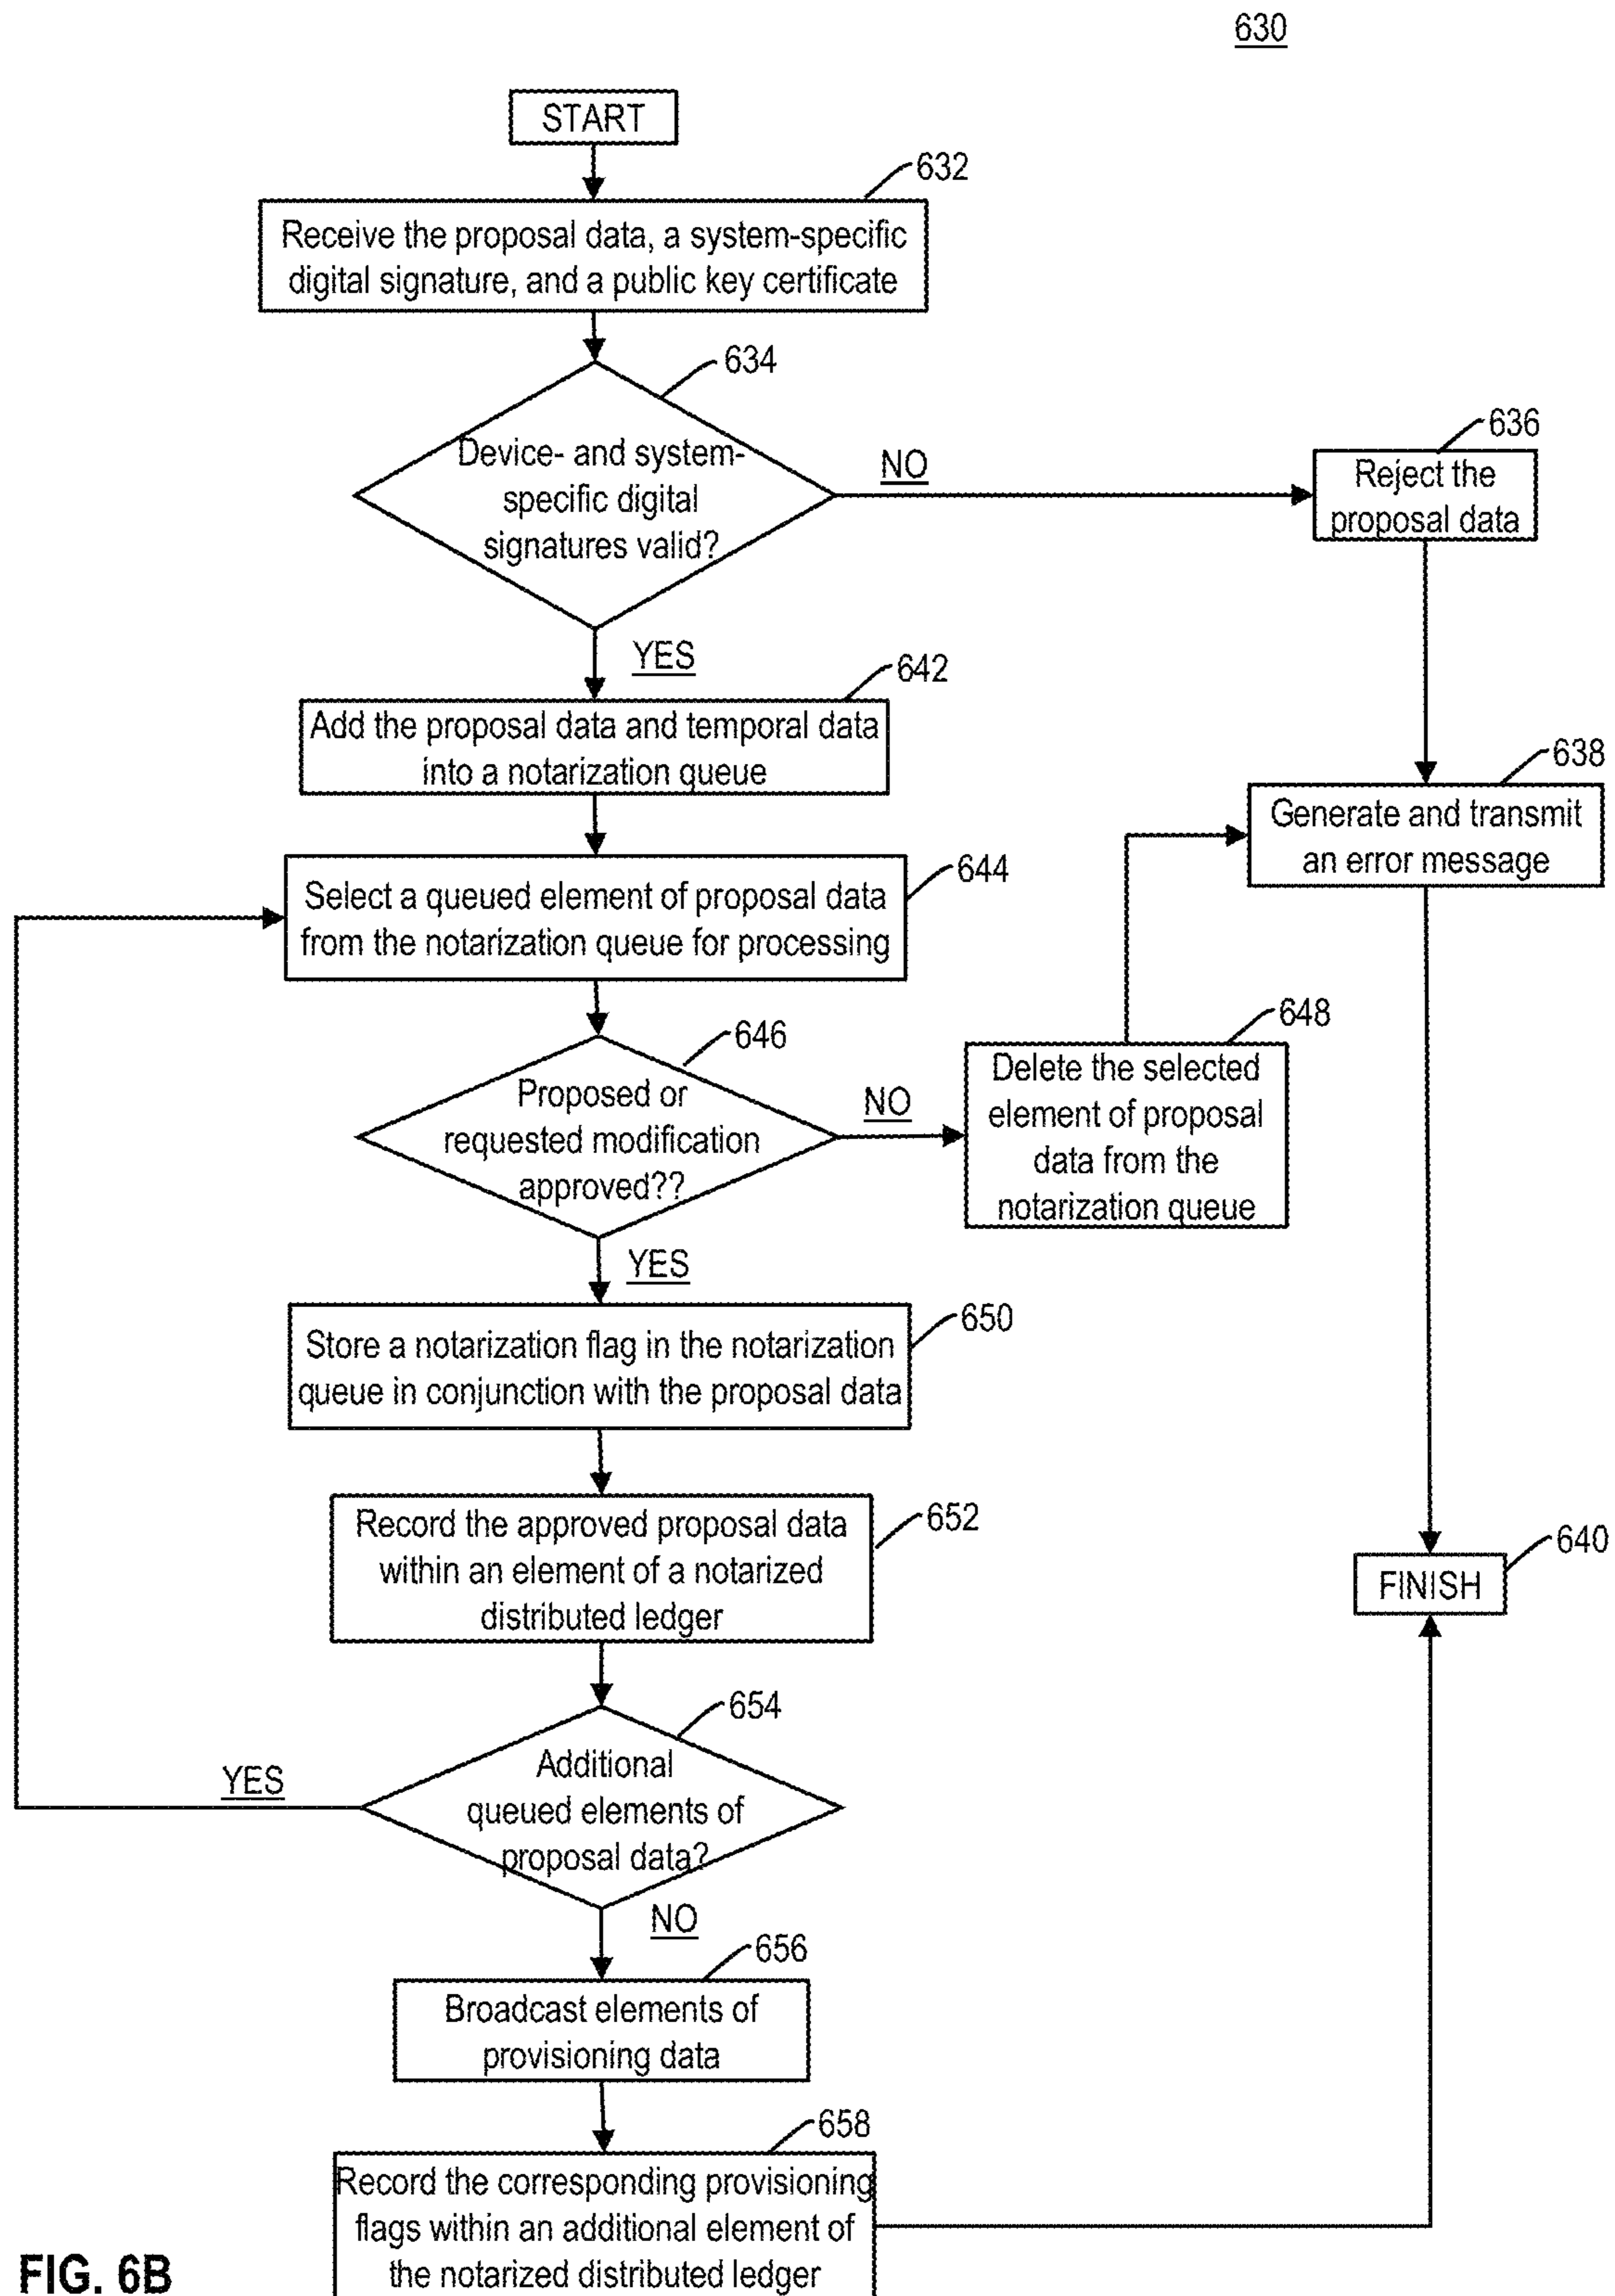 630
START
632
Receive the proposal data, a system-specific
digital signature, and a public key certificate
634
Device- and system-
specific digital
signatures valid?
NO
636
Reject the
proposal data
YES
642
Add the proposal data and temporal data
into a notarization queue
638
Generate and transmit
an error message
644
Select a queued element of proposal data
from the notarization queue for processing
646
Proposed or
requested modification
approved??
NO
648
Delete the selected
element of proposal
data from the
notarization queue
YES
650
Store a notarization flag in the notarization
queue in conjunction with the proposal data
652
Record the approved proposal data
within an element of a notarized
distributed ledger
640
FINISH
654
Additional
queued elements of
proposal data?
YES
NO
656
Broadcast elements of
provisioning data
658
Record the corresponding provisioning
flags within an additional element of
the notarized distributed ledger
FIG. 6B